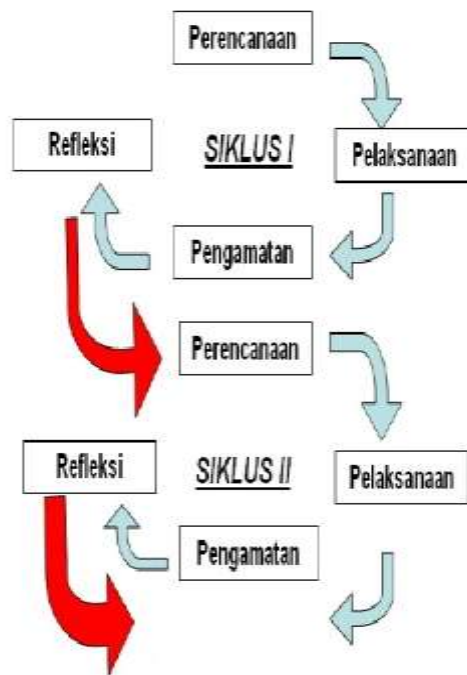 Perencanaan
Refleksi
SIKLUS I
Pelaksanaan
Pengamatan
Perencanaan
Refleksi
SIKLUS II
Pelaksanaan
Pengamatan